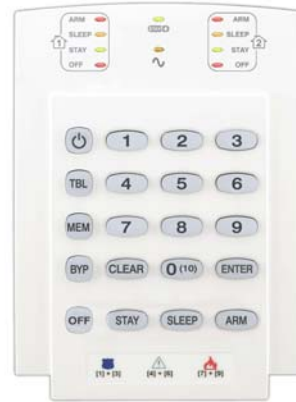 ARM ARM
SLEEP SLEEP
1 2
STAY STAY
OFF OFF
1 2 3
TBL 4 5 6
MEM 7 8 9
BYP CLEAR 0 (10) ENTER
OFF STAY SLEEP ARM
[1] + [3] [4] + [6] [7] + [9]